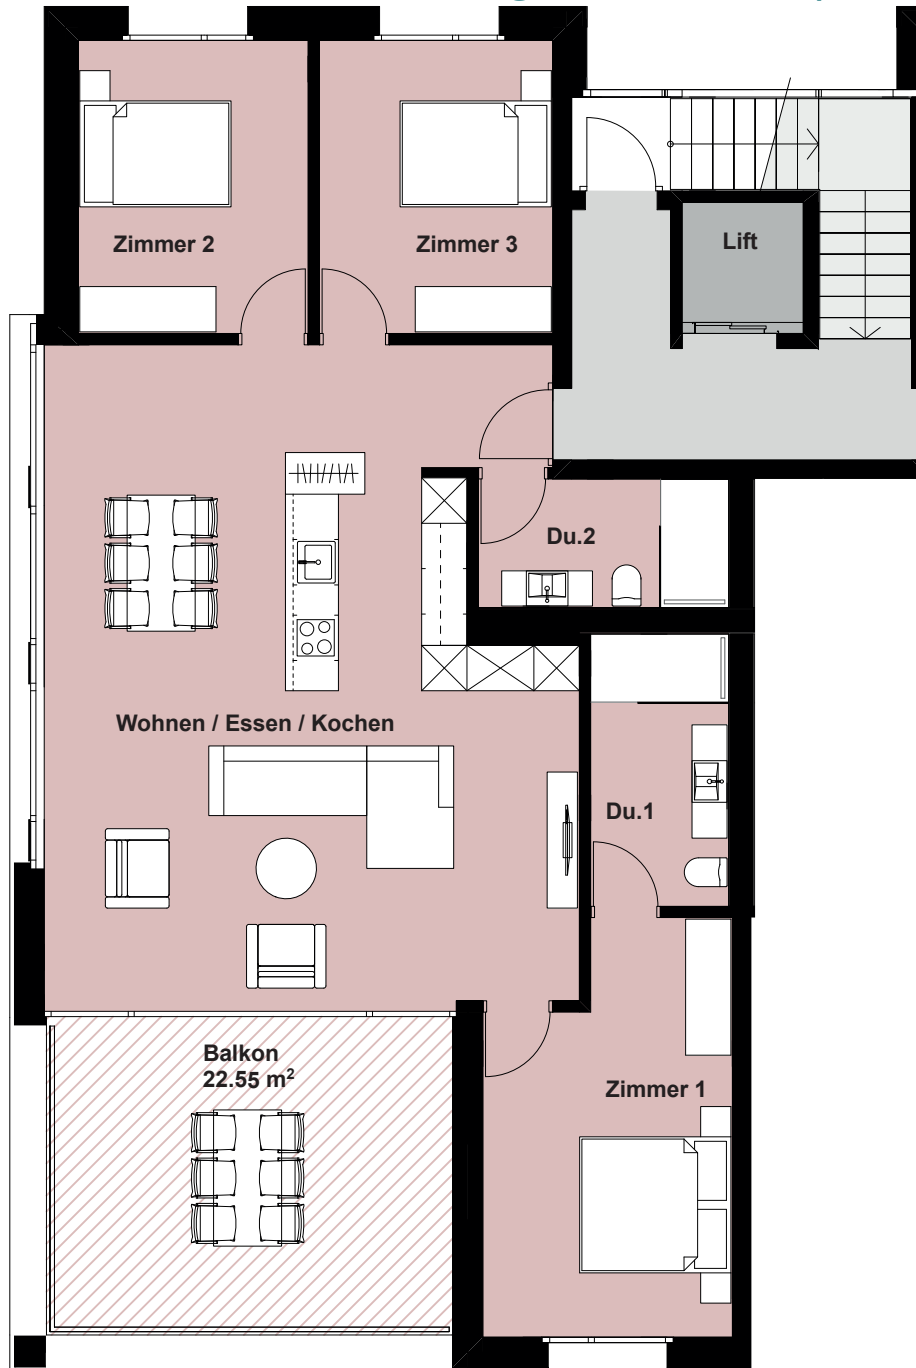 Zimmer 2
Zimmer 3
Lift
Du.2
Wohnen / Essen / Kochen
Du.1
Balkon
22.55 m²
Zimmer 1